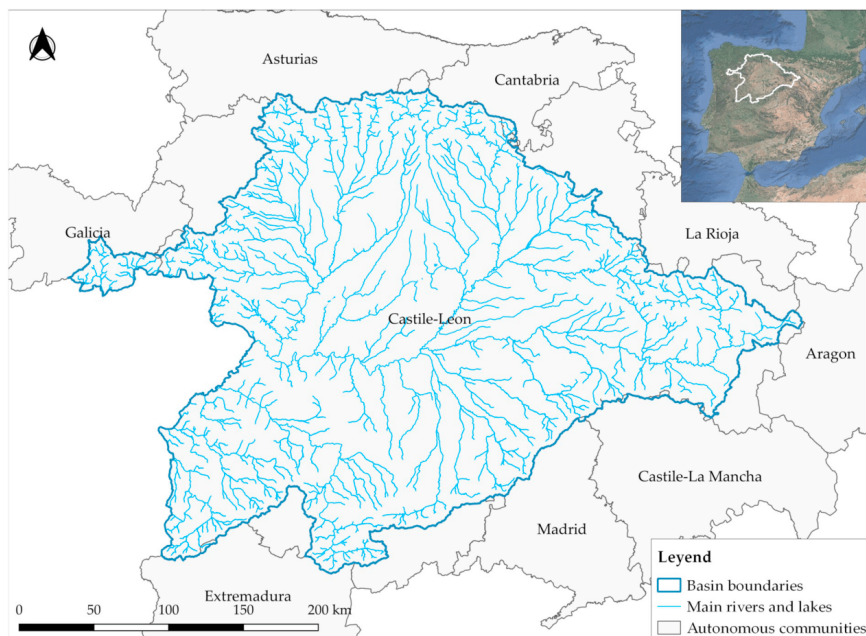 Asturias
Cantabria
Galicia
La Rioja
Castile-Leon
Aragon
Castile-La Mancha
Madrid
Extremadura
Leyend
Basin boundaries
Main rivers and lakes
Autonomous communities
0 50 100 150 200 km